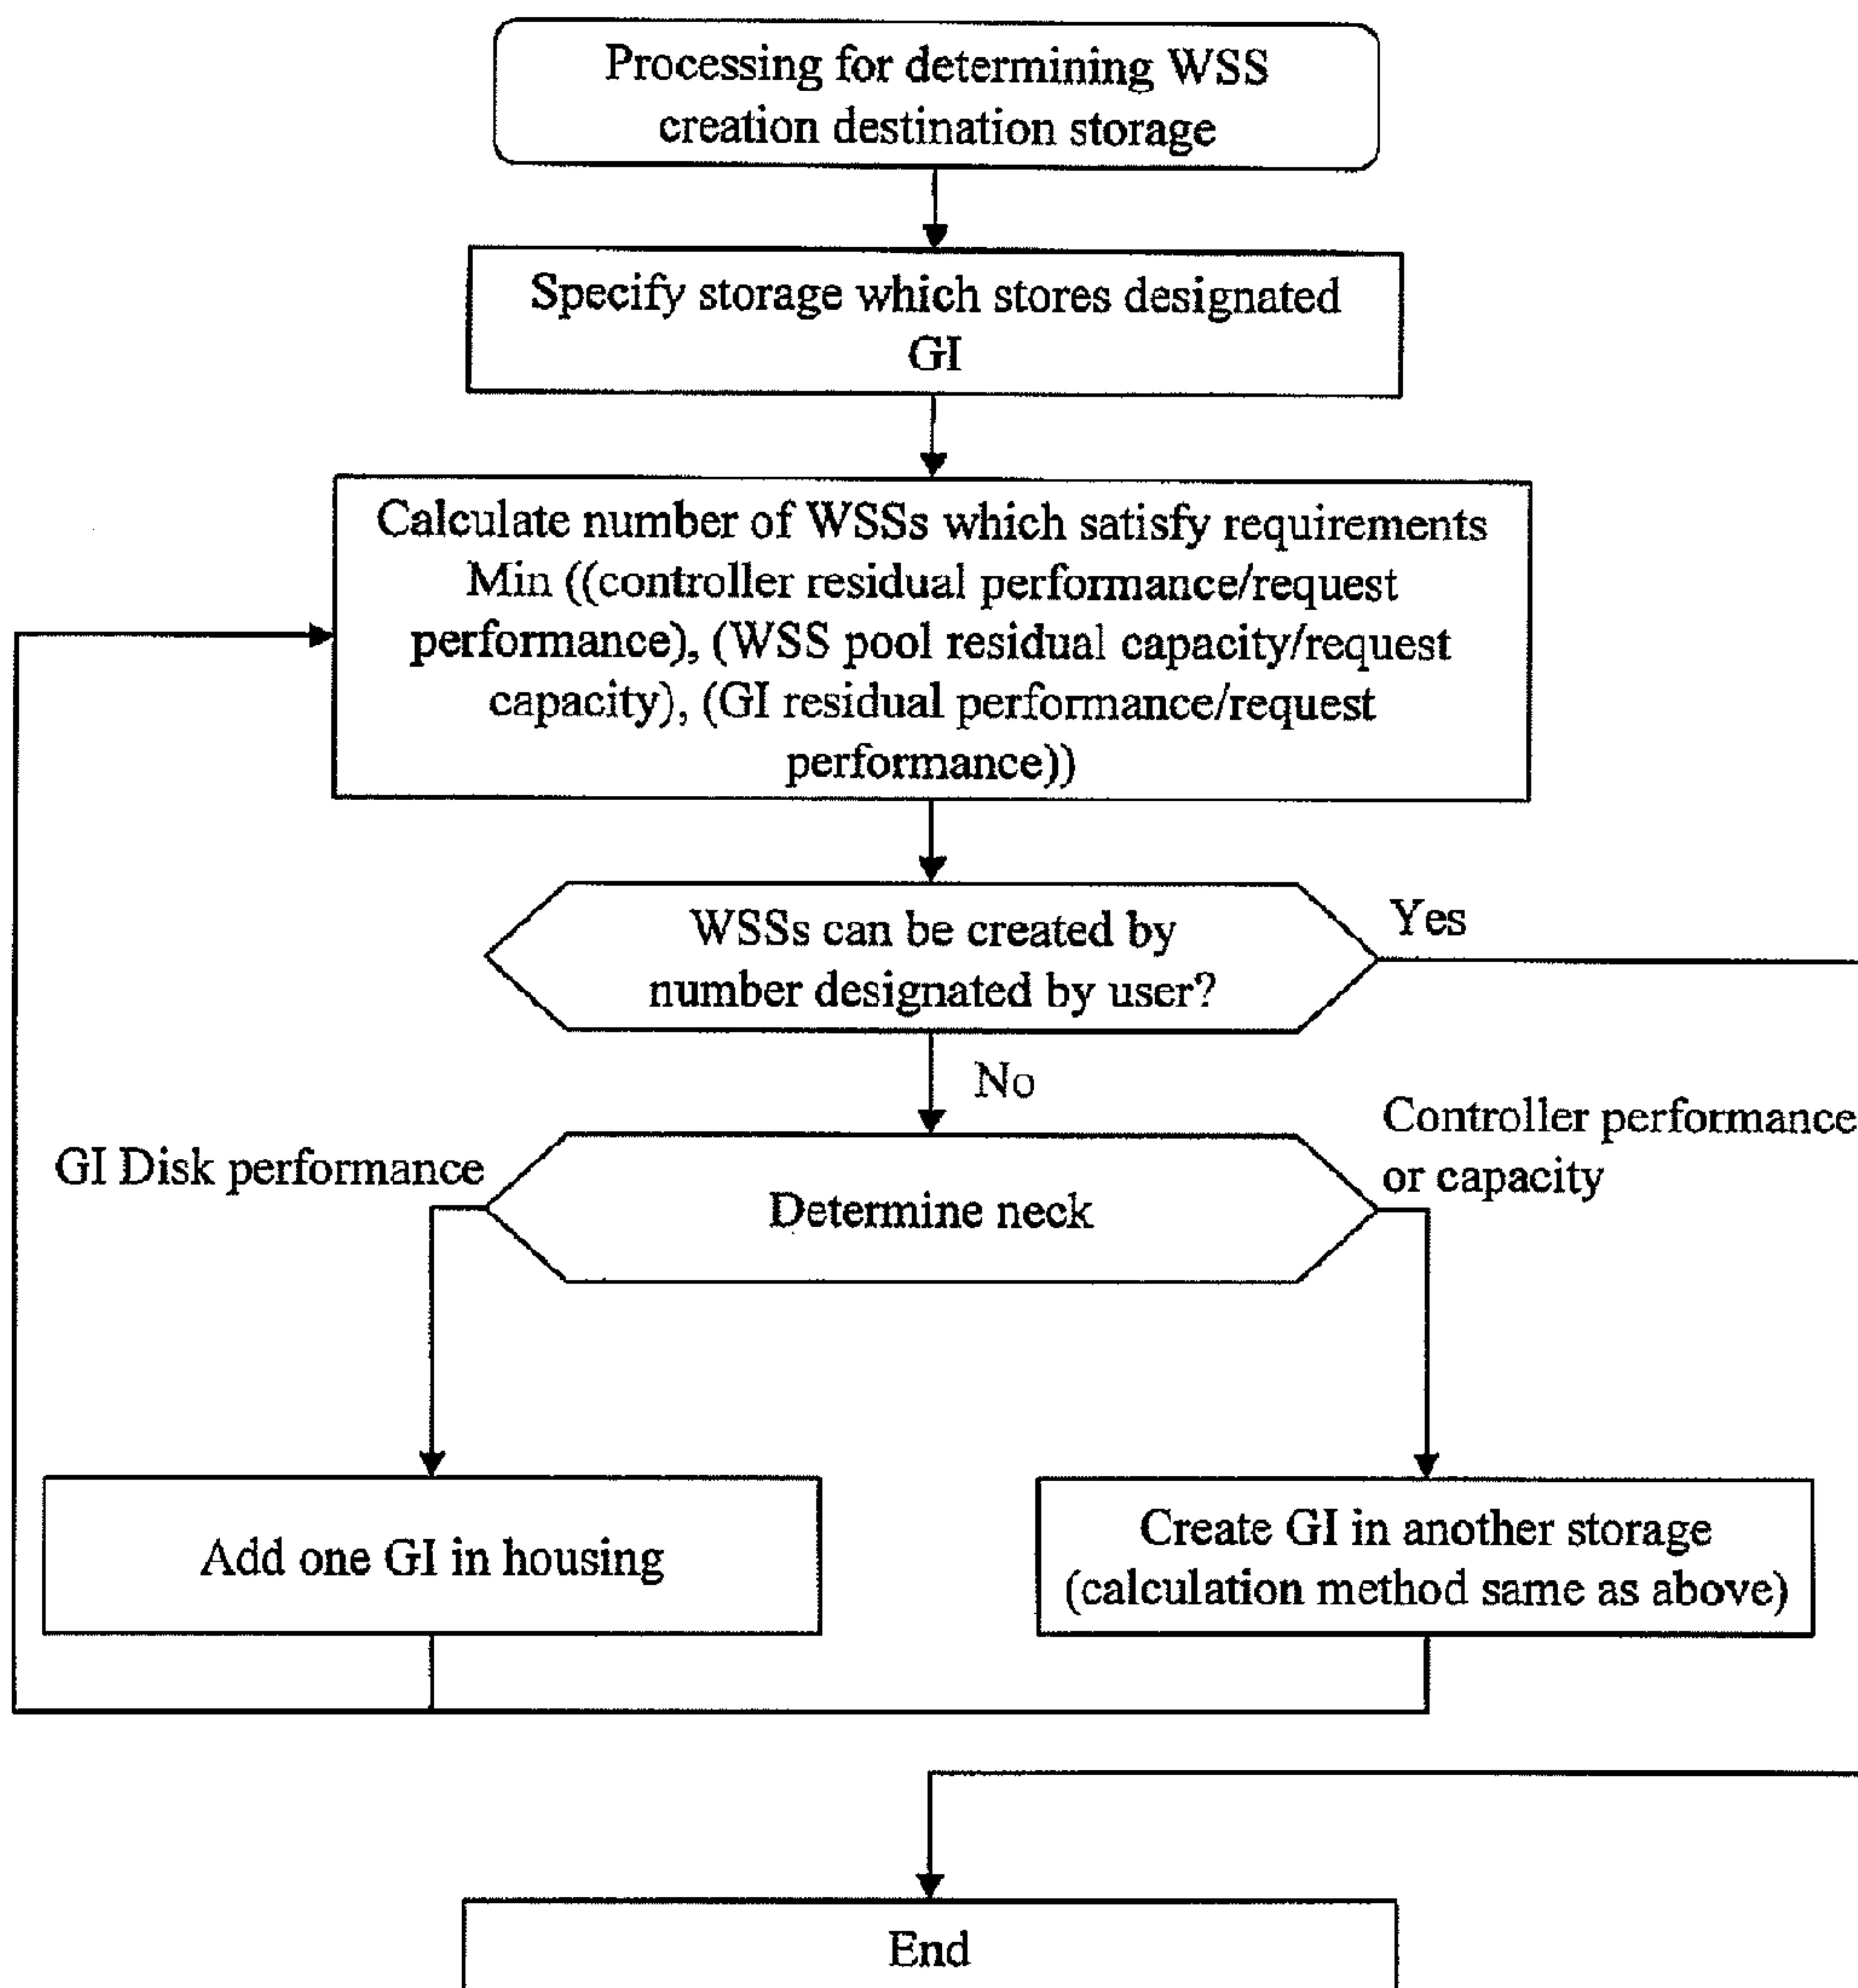 Processing for determining WSS
creation destination storage
Specify storage which stores designated
GI
Calculate number of WSSs which satisfy requirements
Min ((controller residual performance/request
performance), (WSS pool residual capacity/request
capacity), (GI residual performance/request
performance))
WSSs can be created by
number designated by user?
Yes
No
GI Disk performance
Controller performance
or capacity
Determine neck
Add one GI in housing
Create GI in another storage
(calculation method same as above)
End